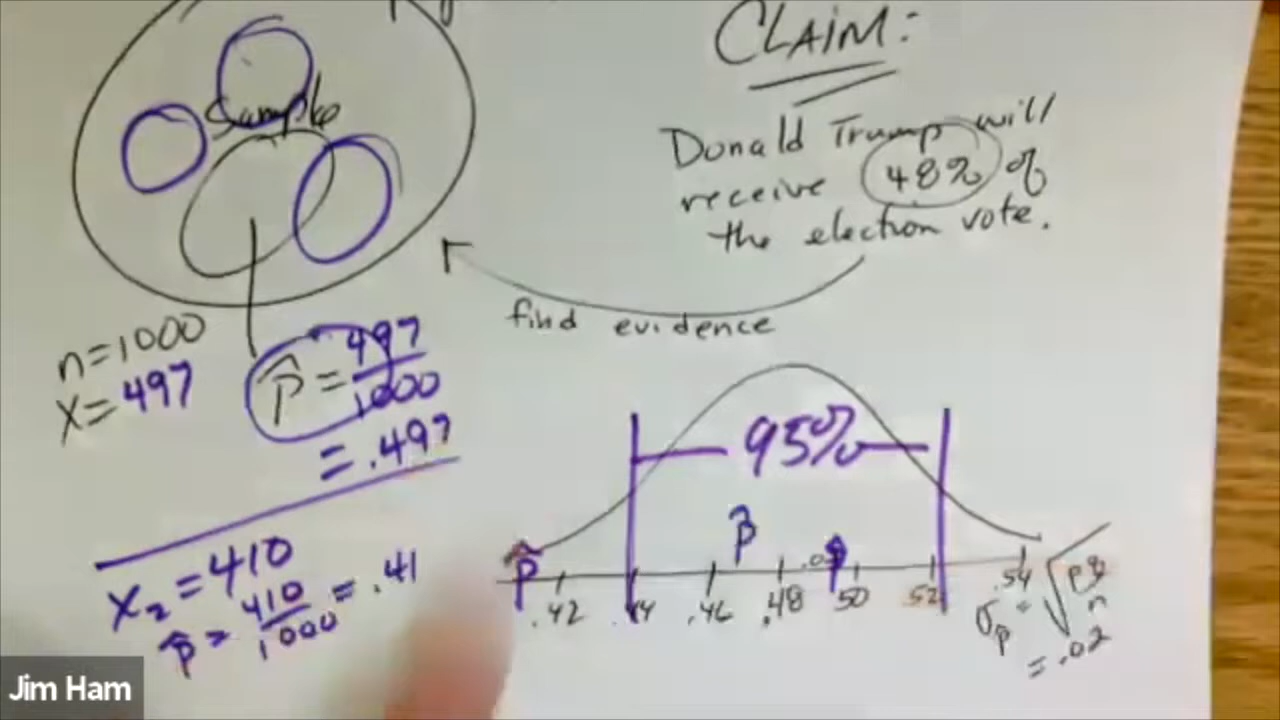 CLAIM:
Sample
Donald Trump will
receive 48% of
the election vote.
find evidence
n=1000
X=497
p̂=497/1000
=.497
X₂=410
p̂=410/1000=.41
95%
p̂
p̂
.42 .44 .46 .48 .50 .52 .54
σp̂=√pq/n
=.02
Jim Ham